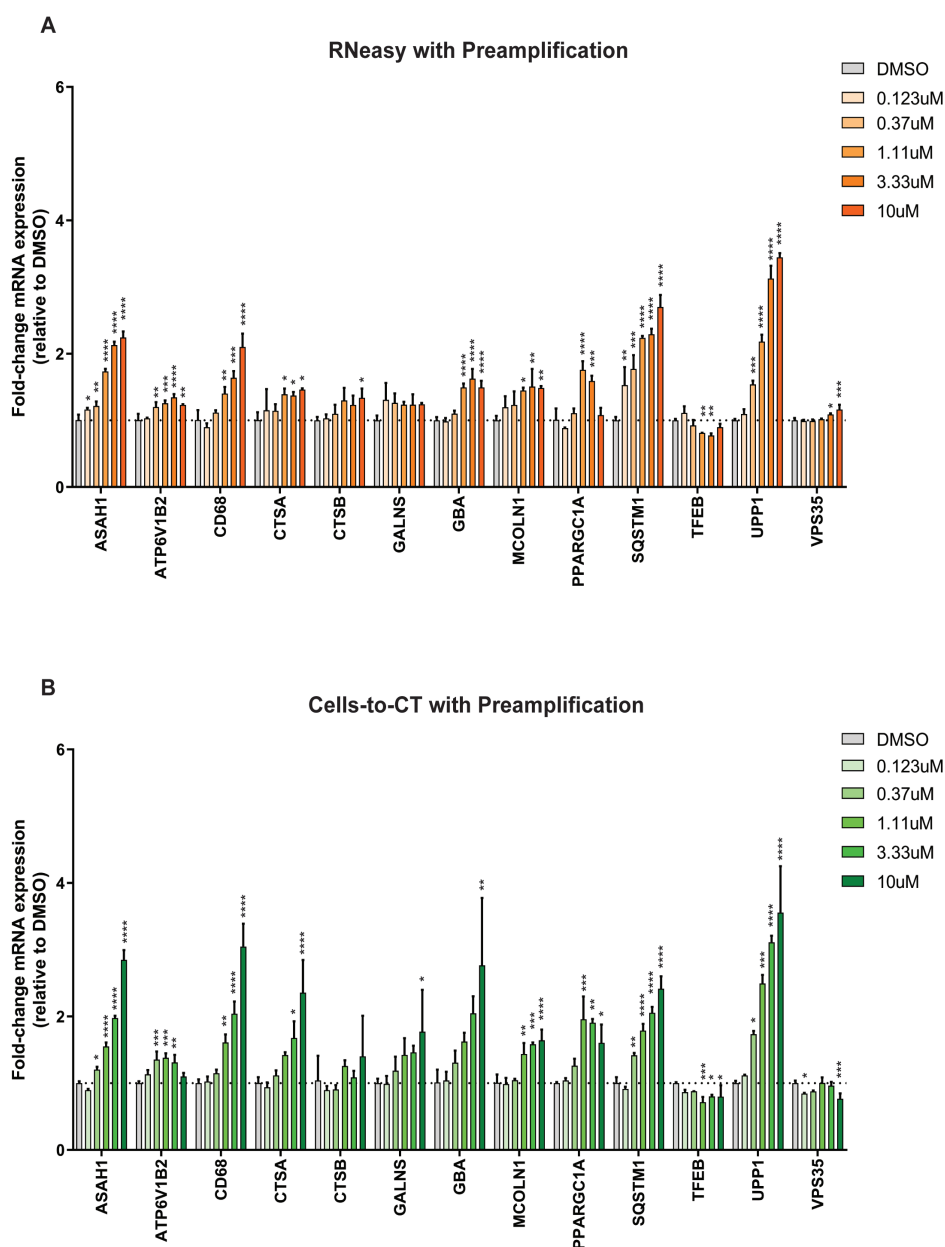 A
RNeasy with Preamplification
Fold-change mRNA expression
(relative to DMSO)
6
4
2
0
* ** **** **** ****
** *** **** **
** *** ****
* * *
*
**** **** ****
* ** **
**** ***
** *** **** **** ****
** **
*** **** **** ****
* ***
ASAH1
ATP6V1B2
CD68
CTSA
CTSB
GALNS
GBA
MCOLN1
PPARGC1A
SQSTM1
TFEB
UPP1
VPS35
DMSO
0.123uM
0.37uM
1.11uM
3.33uM
10uM
B
Cells-to-CT with Preamplification
Fold-change mRNA expression
(relative to DMSO)
6
4
2
0
* **** **** ****
*** *** **
** **** ****
* ****
*
**
** *** ****
*** ** *
** **** **** ****
*** * *
* *** **** ****
* ***
ASAH1
ATP6V1B2
CD68
CTSA
CTSB
GALNS
GBA
MCOLN1
PPARGC1A
SQSTM1
TFEB
UPP1
VPS35
DMSO
0.123uM
0.37uM
1.11uM
3.33uM
10uM